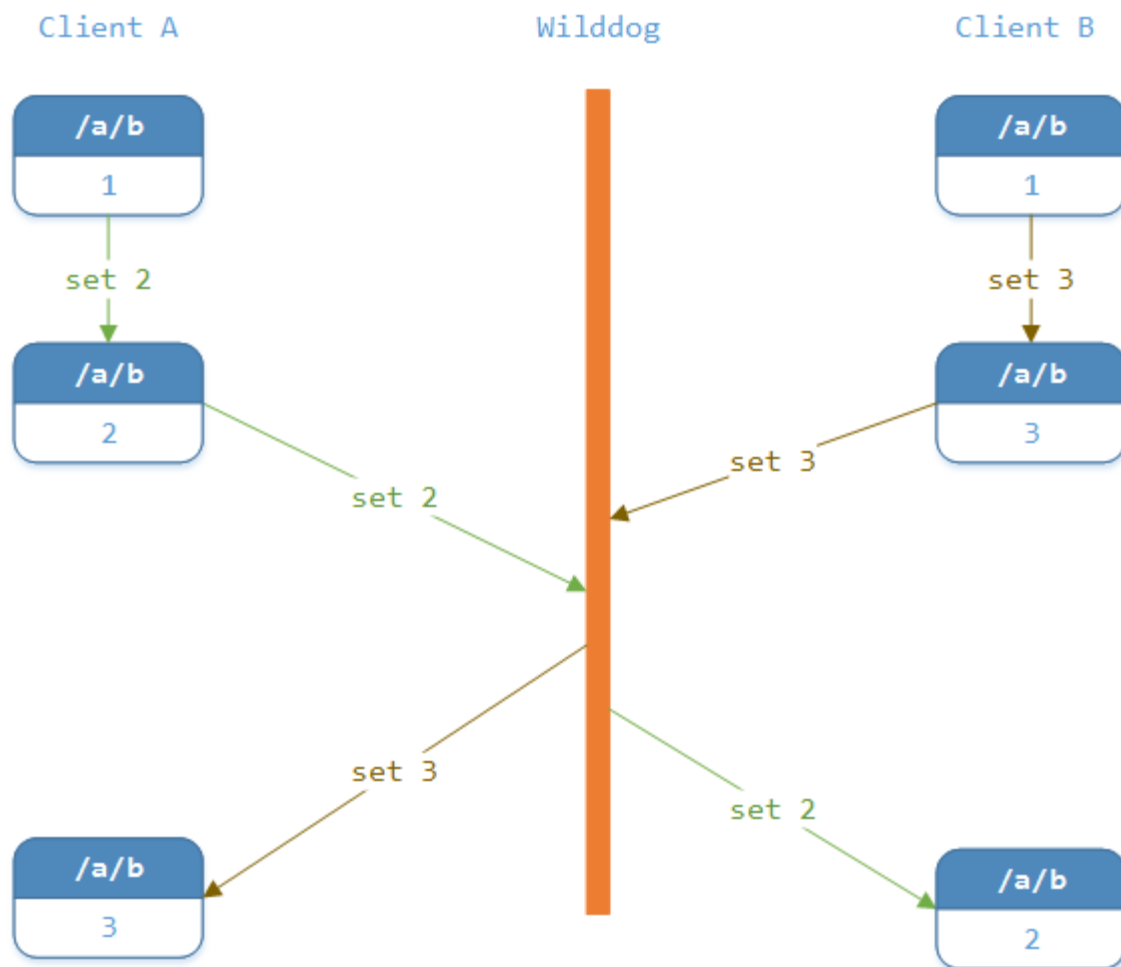 Client A Wilddog Client B
/a/b /a/b
1 1
set 2 set 3
/a/b /a/b
2 3
set 3
set 2
set 3
set 2
/a/b /a/b
3 2